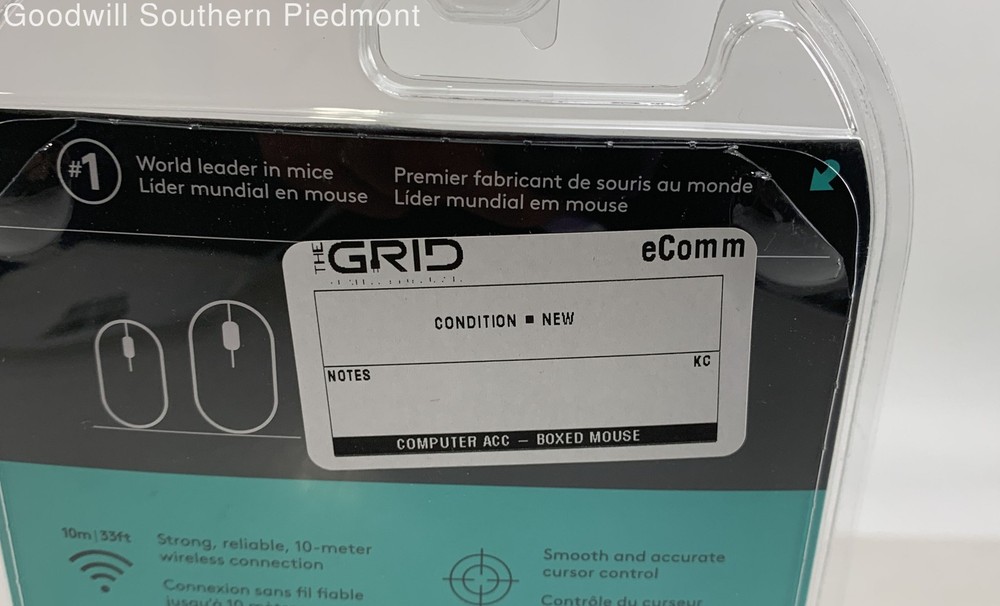 Goodwill Southern Piedmont
#1
World leader in mice
Líder mundial en mouse
Premier fabricant de souris au monde
Líder mundial em mouse
THE GRID
eComm
CONDITION ▪ NEW
NOTES
KC
COMPUTER ACC – BOXED MOUSE
10m|33ft
Strong, reliable, 10-meter
wireless connection
Connexion sans fil fiable
jusqu'à 10
Smooth and accurate
cursor control
Contrôle du curseur